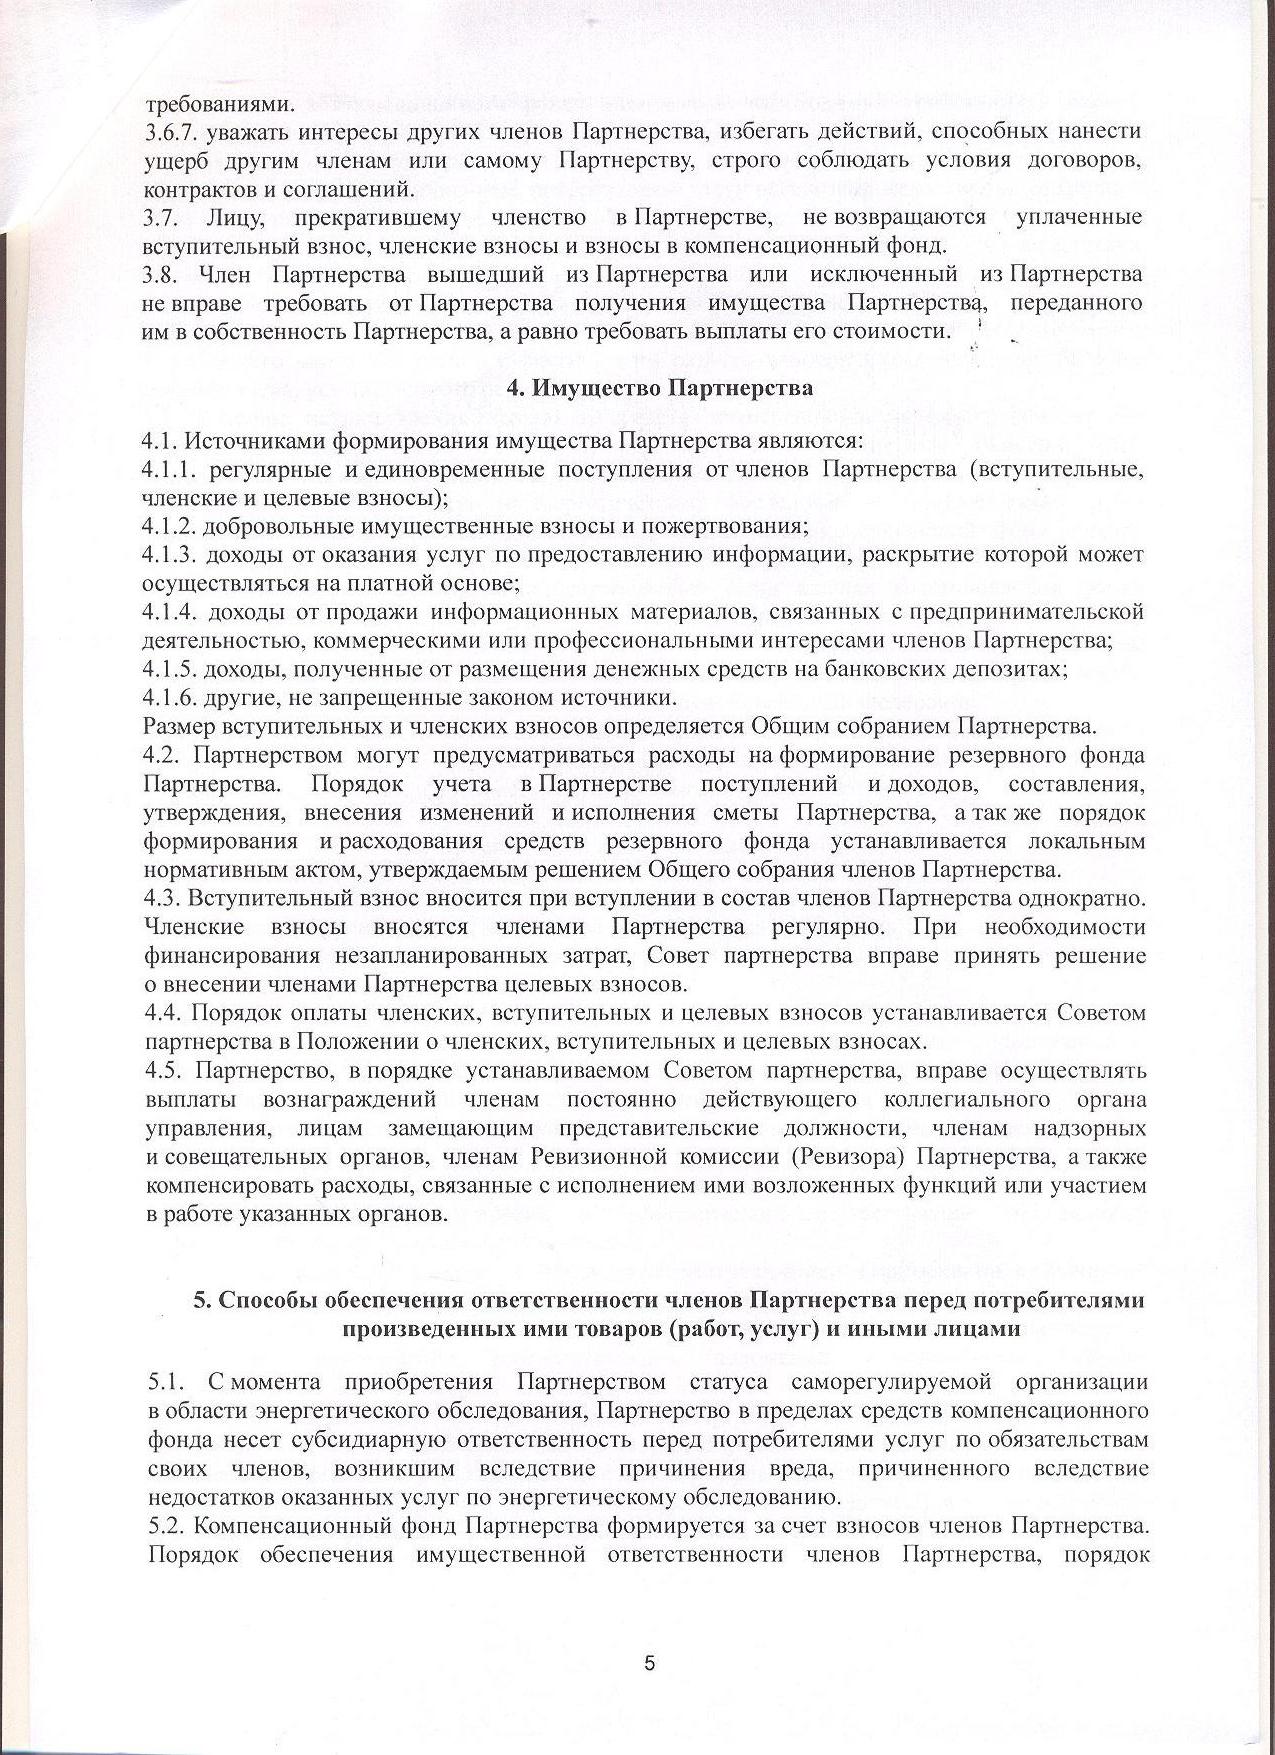 требованиями.
3.6.7. уважать интересы других членов Партнерства, избегать действий, способных нанести
ущерб другим членам или самому Партнерству, строго соблюдать условия договоров,
контрактов и соглашений.
3.7. Лицу, прекратившему членство в Партнерстве, не возвращаются уплаченные
вступительный взнос, членские взносы и взносы в компенсационный фонд.
3.8. Член Партнерства вышедший из Партнерства или исключенный из Партнерства
не вправе требовать от Партнерства получения имущества Партнерства, переданного
им в собственность Партнерства, а равно требовать выплаты его стоимости.
4. Имущество Партнерства
4.1. Источниками формирования имущества Партнерства являются:
4.1.1. регулярные и единовременные поступления от членов Партнерства (вступительные,
членские и целевые взносы);
4.1.2. добровольные имущественные взносы и пожертвования;
4.1.3. доходы от оказания услуг по предоставлению информации, раскрытие которой может
осуществляться на платной основе;
4.1.4. доходы от продажи информационных материалов, связанных с предпринимательской
деятельностью, коммерческими или профессиональными интересами членов Партнерства;
4.1.5. доходы, полученные от размещения денежных средств на банковских депозитах;
4.1.6. другие, не запрещенные законом источники.
Размер вступительных и членских взносов определяется Общим собранием Партнерства.
4.2. Партнерством могут предусматриваться расходы на формирование резервного фонда
Партнерства. Порядок учета в Партнерстве поступлений и доходов, составления,
утверждения, внесения изменений и исполнения сметы Партнерства, а так же порядок
формирования и расходования средств резервного фонда устанавливается локальным
нормативным актом, утверждаемым решением Общего собрания членов Партнерства.
4.3. Вступительный взнос вносится при вступлении в состав членов Партнерства однократно.
Членские взносы вносятся членами Партнерства регулярно. При необходимости
финансирования незапланированных затрат, Совет партнерства вправе принять решение
о внесении членами Партнерства целевых взносов.
4.4. Порядок оплаты членских, вступительных и целевых взносов устанавливается Советом
партнерства в Положении о членских, вступительных и целевых взносах.
4.5. Партнерство, в порядке устанавливаемом Советом партнерства, вправе осуществлять
выплаты вознаграждений членам постоянно действующего коллегиального органа
управления, лицам замещающим представительские должности, членам надзорных
и совещательных органов, членам Ревизионной комиссии (Ревизора) Партнерства, а также
компенсировать расходы, связанные с исполнением ими возложенных функций или участием
в работе указанных органов.
5. Способы обеспечения ответственности членов Партнерства перед потребителями
произведенных ими товаров (работ, услуг) и иными лицами
5.1. С момента приобретения Партнерством статуса саморегулируемой организации
в области энергетического обследования, Партнерство в пределах средств компенсационного
фонда несет субсидиарную ответственность перед потребителями услуг по обязательствам
своих членов, возникшим вследствие причинения вреда, причиненного вследствие
недостатков оказанных услуг по энергетическому обследованию.
5.2. Компенсационный фонд Партнерства формируется за счет взносов членов Партнерства.
Порядок обеспечения имущественной ответственности членов Партнерства, порядок
5